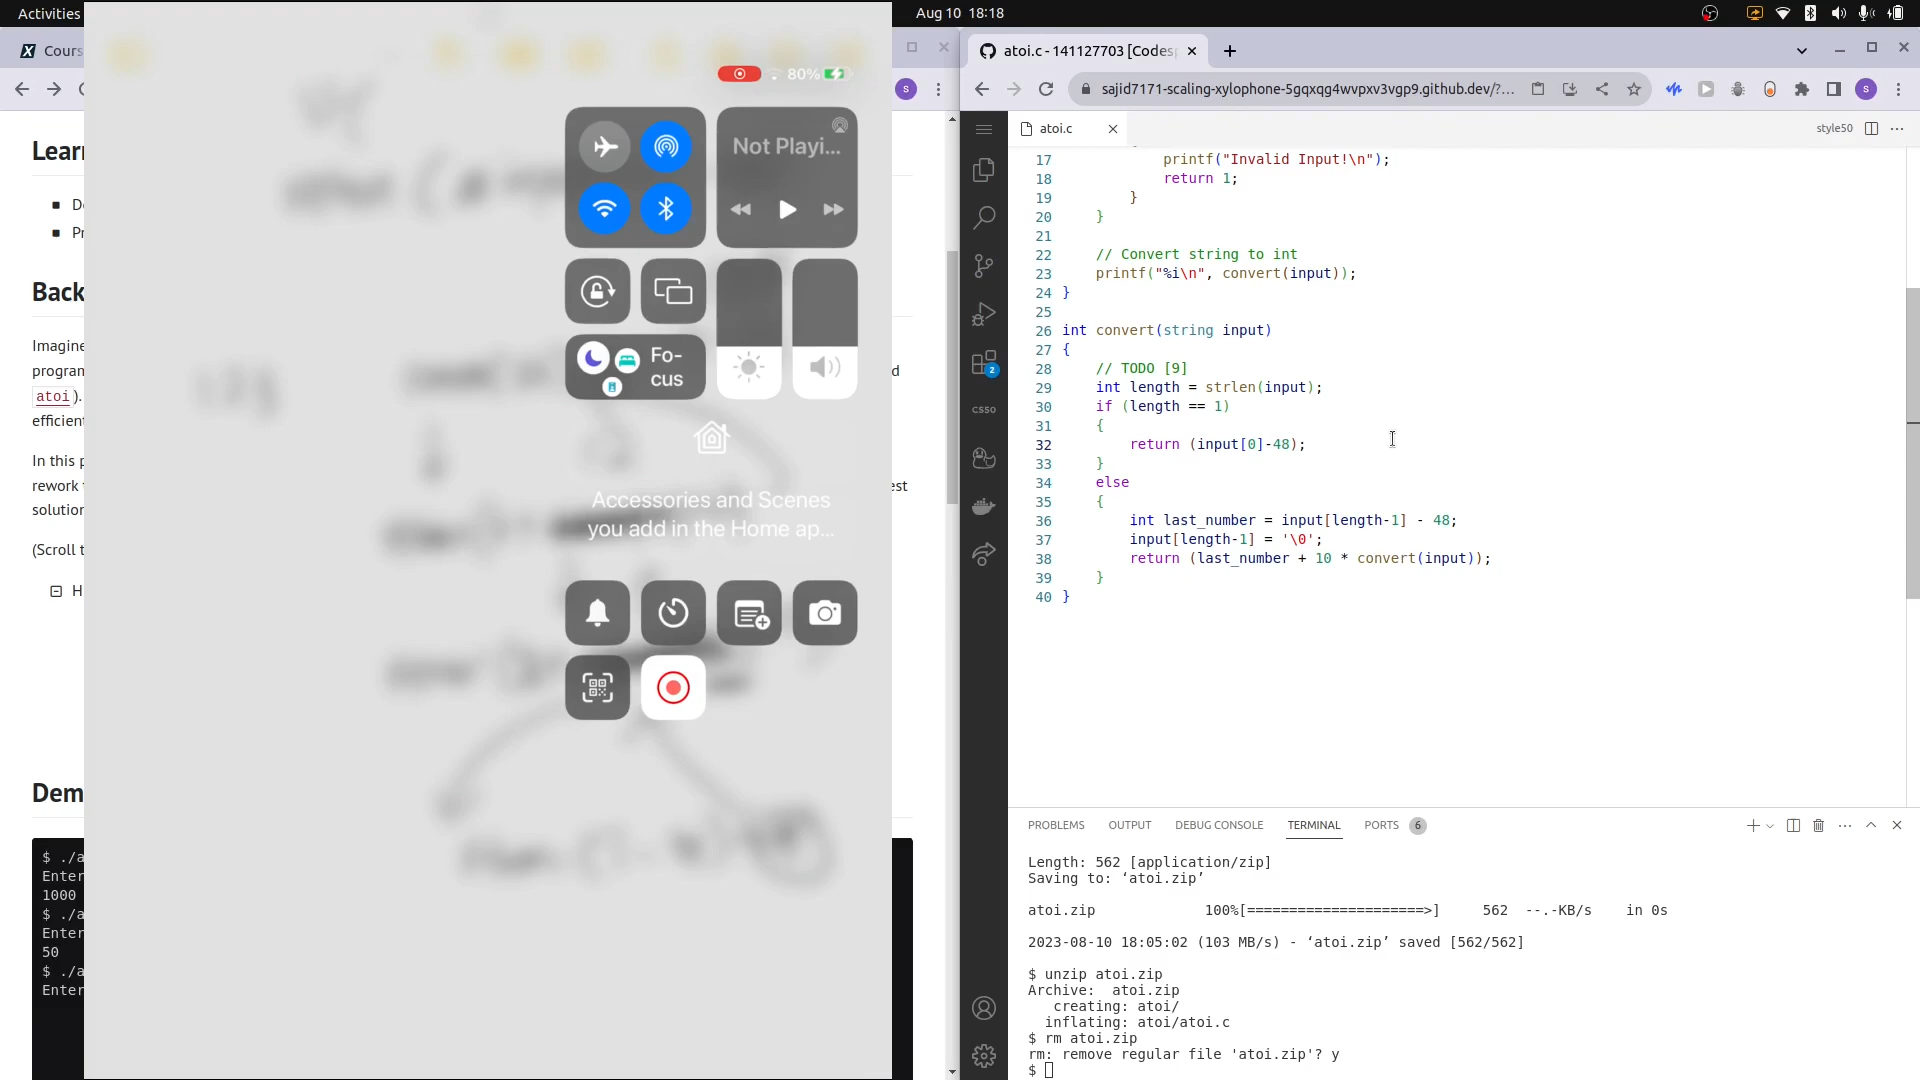 Activities
Aug 10 18:18
Cours
atoi.c - 141127703 [Codesp
sajid7171-scaling-xylophone-5gqxqg4wvpxv3vgp9.github.dev/?...
S
S
Lear
Back
Imagine
program
d
atoi ).
efficien
In this p
rework
est
solution
(Scroll t
Dem
$ ./a
Enter
1000
$ ./a
Enter
50
$ ./a
Enter
80%
Not Playi...
Fo-
cus
Accessories and Scenes
you add in the Home ap...
atoi.c
style50
2
csso
17 printf("Invalid Input!\n");
18 return 1;
19 }
20 }
21
22 // Convert string to int
23 printf("%i\n", convert(input));
24 }
25
26 int convert(string input)
27 {
28 // TODO [9]
29 int length = strlen(input);
30 if (length == 1)
31 {
32 return (input[0]-48);
33 }
34 else
35 {
36 int last_number = input[length-1] - 48;
37 input[length-1] = '\0';
38 return (last_number + 10 * convert(input));
39 }
40 }
PROBLEMS OUTPUT DEBUG CONSOLE TERMINAL PORTS 6
Length: 562 [application/zip]
Saving to: ‘atoi.zip’
atoi.zip 100%[=====================>] 562 --.-KB/s in 0s
2023-08-10 18:05:02 (103 MB/s) - ‘atoi.zip’ saved [562/562]
$ unzip atoi.zip
Archive: atoi.zip
creating: atoi/
inflating: atoi/atoi.c
$ rm atoi.zip
rm: remove regular file 'atoi.zip'? y
$